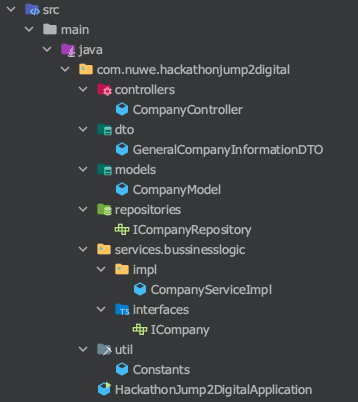 src
main
java
com.nuwe.hackathonjump2digital
controllers
CompanyController
dto
GeneralCompanyInformationDTO
models
CompanyModel
repositories
ICompanyRepository
services.bussinesslogic
impl
CompanyServiceImpl
TS interfaces
ICompany
util
Constants
HackathonJump2DigitalApplication